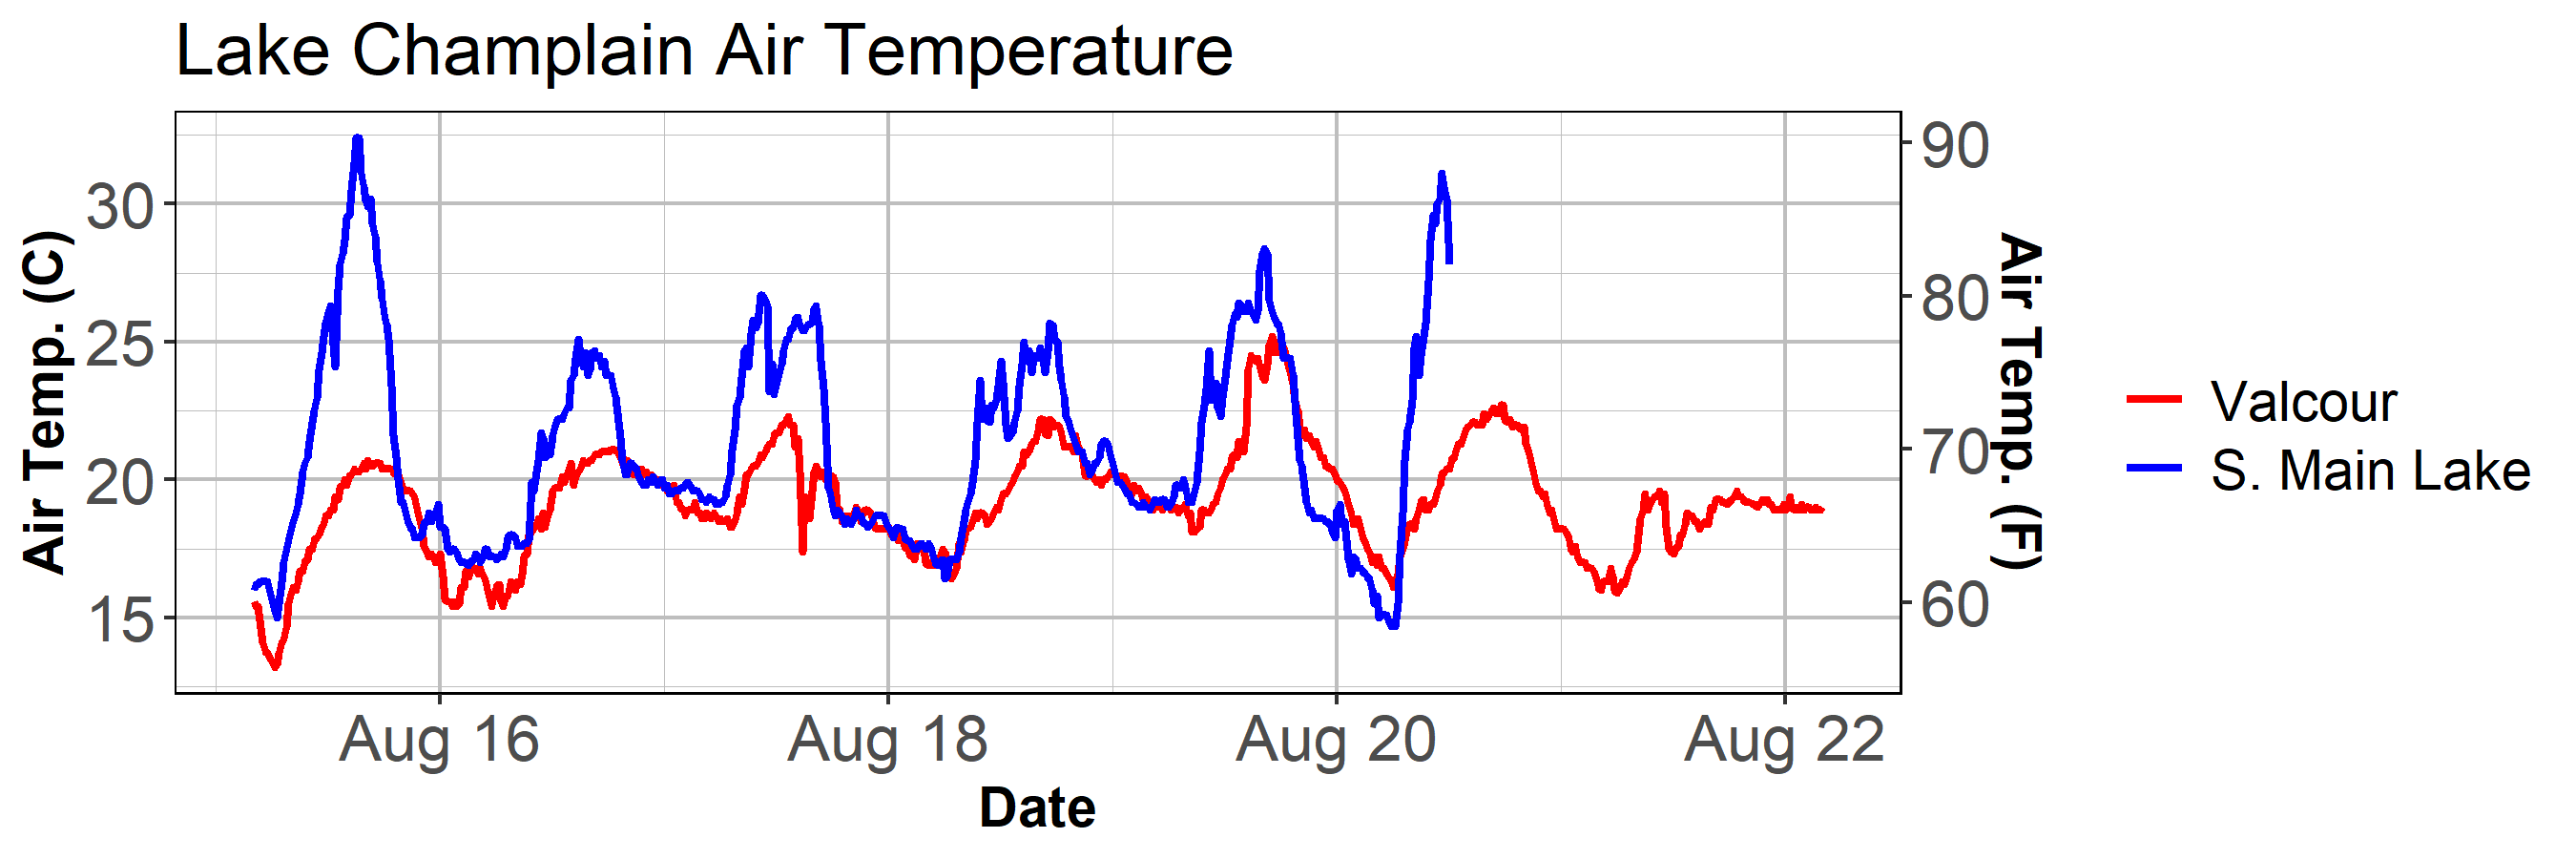 Lake Champlain Air Temperature
Air Temp. (C)
30
25
20
15
90
80
70
60
Air Temp. (F)
Aug 16
Aug 18
Aug 20
Aug 22
Date
Valcour
S. Main Lake